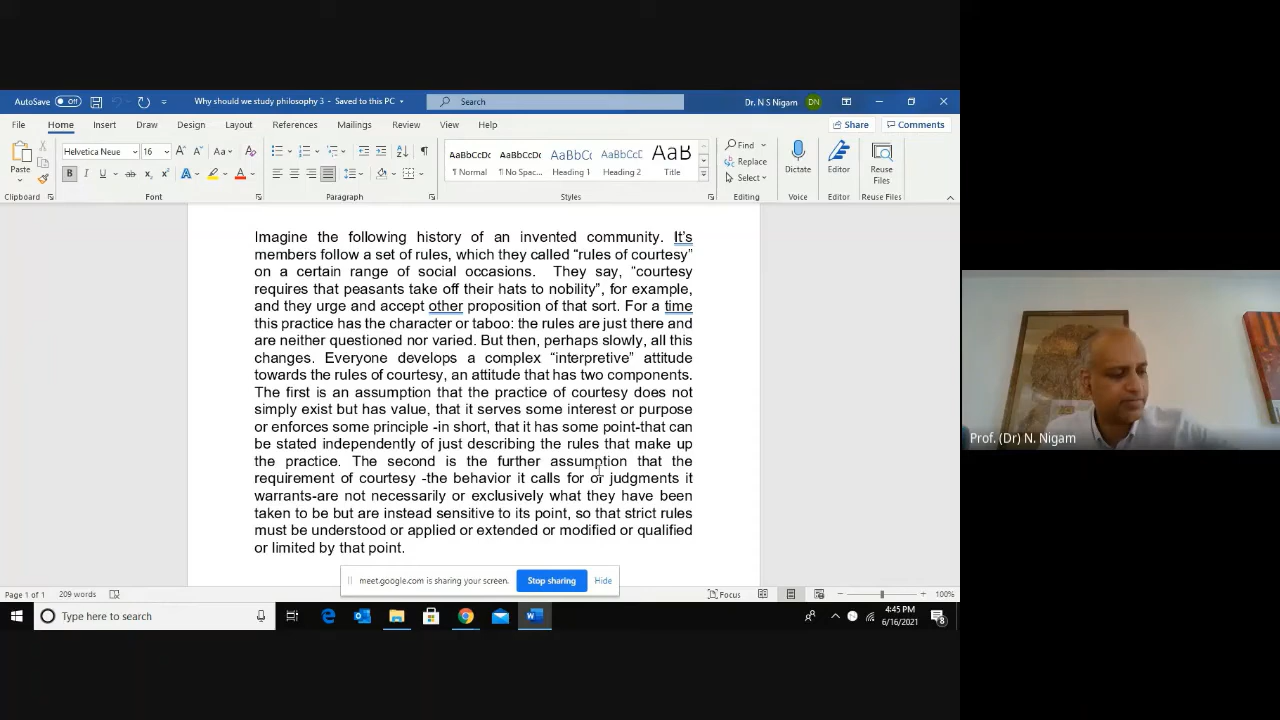 AutoSave Off
Why should we study philosophy 3 - Saved to this PC
Search
Dr. N S Nigam DN
File Home Insert Draw Design Layout References Mailings Review View Help
Share Comments
Paste
Helvetica Neue 16
B I U ab x₂ x² A A A
Aa
AaBbCcDc AaBbCcDc AaBbCc AaBbCcD AaB
¶ Normal ¶ No Spac... Heading 1 Heading 2 Title
Find
Replace
Select
Dictate Editor Reuse Files
Clipboard Font Paragraph Styles Editing Voice Editor Reuse Files
Imagine the following history of an invented community. It's
members follow a set of rules, which they called “rules of courtesy”
on a certain range of social occasions. They say, ”courtesy
requires that peasants take off their hats to nobility”, for example,
and they urge and accept other proposition of that sort. For a time
this practice has the character or taboo: the rules are just there and
are neither questioned nor varied. But then, perhaps slowly, all this
changes. Everyone develops a complex “interpretive” attitude
towards the rules of courtesy, an attitude that has two components.
The first is an assumption that the practice of courtesy does not
simply exist but has value, that it serves some interest or purpose
or enforces some principle -in short, that it has some point-that can
be stated independently of just describing the rules that make up
the practice. The second is the further assumption that the
requirement of courtesy -the behavior it calls for or judgments it
warrants-are not necessarily or exclusively what they have been
taken to be but are instead sensitive to its point, so that strict rules
must be understood or applied or extended or modified or qualified
or limited by that point.
meet.google.com is sharing your screen. Stop sharing Hide
Page 1 of 1 209 words
Focus
100%
Type here to search
4:45 PM
6/16/2021
8
Prof. (Dr) N. Nigam